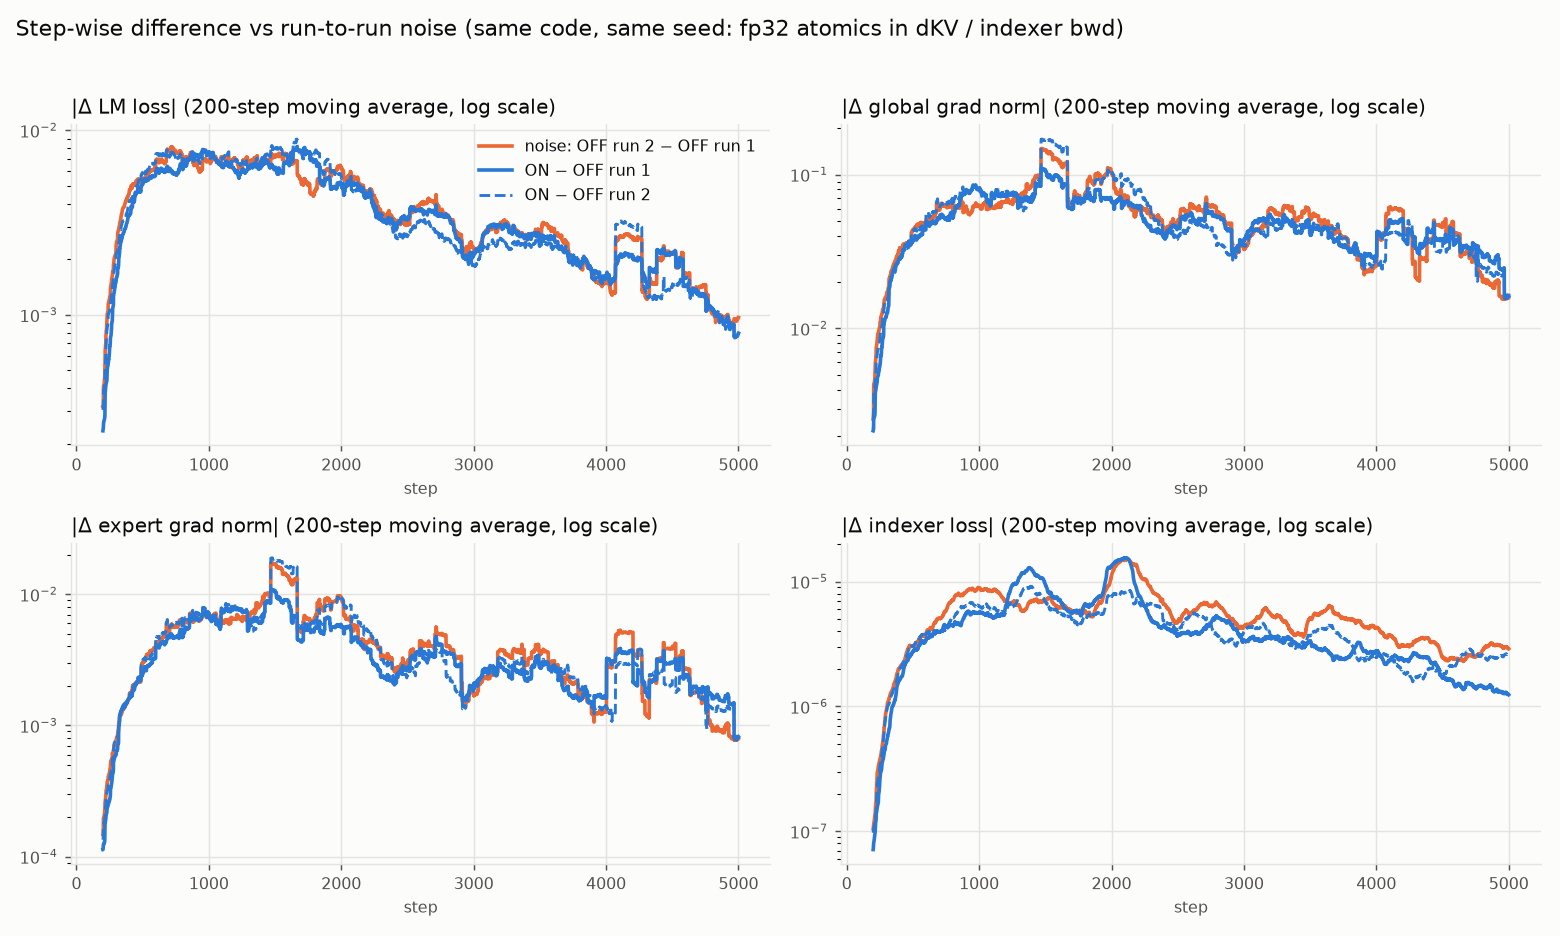 Step-wise difference vs run-to-run noise (same code, same seed: fp32 atomics in dKV / indexer bwd)
|Δ LM loss| (200-step moving average, log scale)
10⁻²
10⁻³
noise: OFF run 2 − OFF run 1
ON − OFF run 1
ON − OFF run 2
0 1000 2000 3000 4000 5000
step
|Δ global grad norm| (200-step moving average, log scale)
10⁻¹
10⁻²
0 1000 2000 3000 4000 5000
step
|Δ expert grad norm| (200-step moving average, log scale)
10⁻²
10⁻³
10⁻⁴
0 1000 2000 3000 4000 5000
step
|Δ indexer loss| (200-step moving average, log scale)
10⁻⁵
10⁻⁶
10⁻⁷
0 1000 2000 3000 4000 5000
step